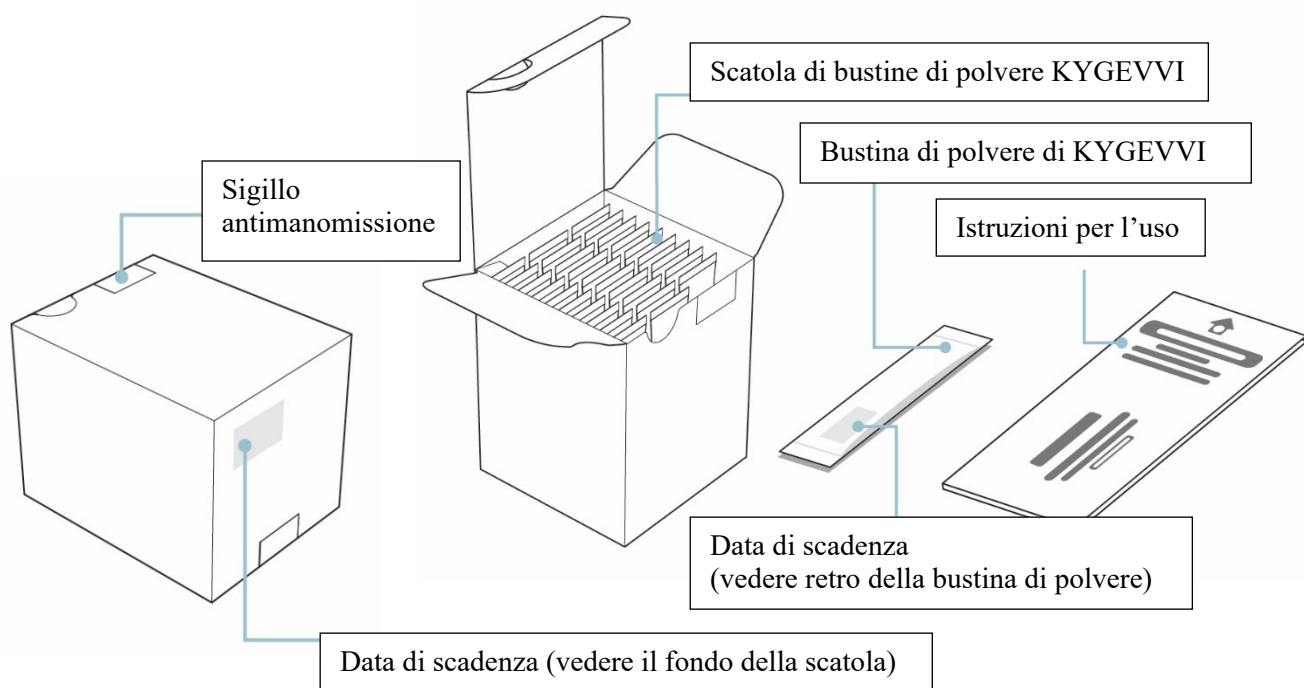 Scatola di bustine di polvere KYGEVVI
Bustina di polvere di KYGEVVI
Sigillo
antimanomissione
Istruzioni per l’uso
Data di scadenza
(vedere retro della bustina di polvere)
Data di scadenza (vedere il fondo della scatola)